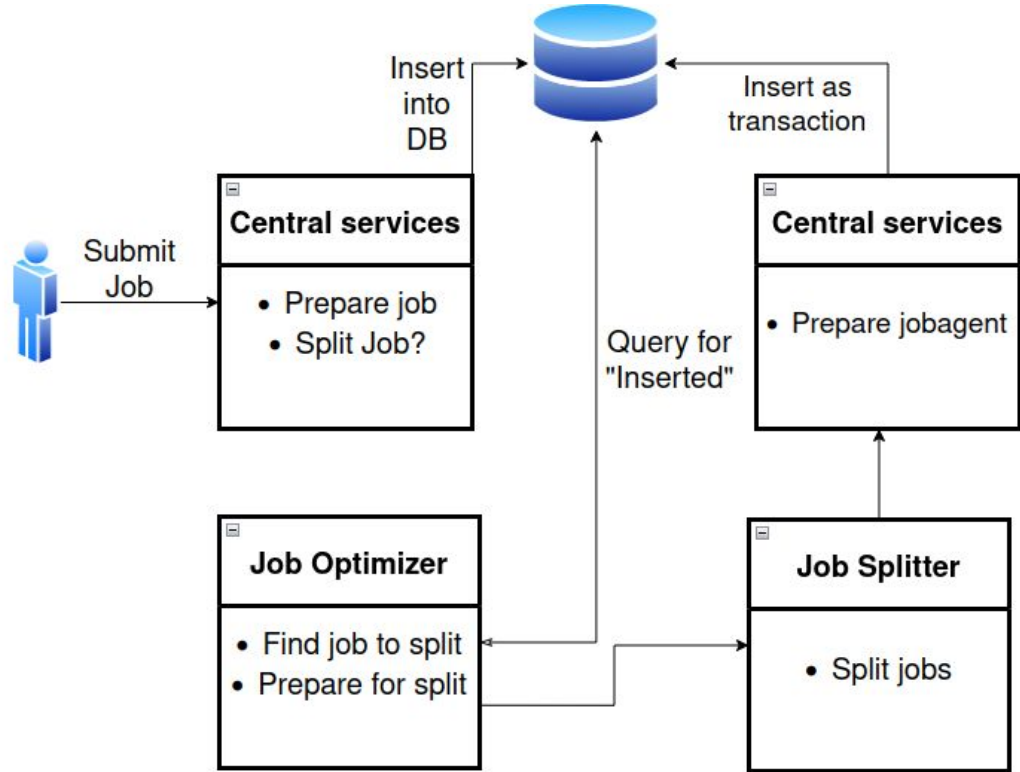 Insert
into
DB
Insert as
transaction
Central services
Central services
Submit
Job
• Prepare job
• Split Job?
• Prepare jobagent
Query for
"Inserted"
Job Optimizer
Job Splitter
• Find job to split
• Prepare for split
• Split jobs